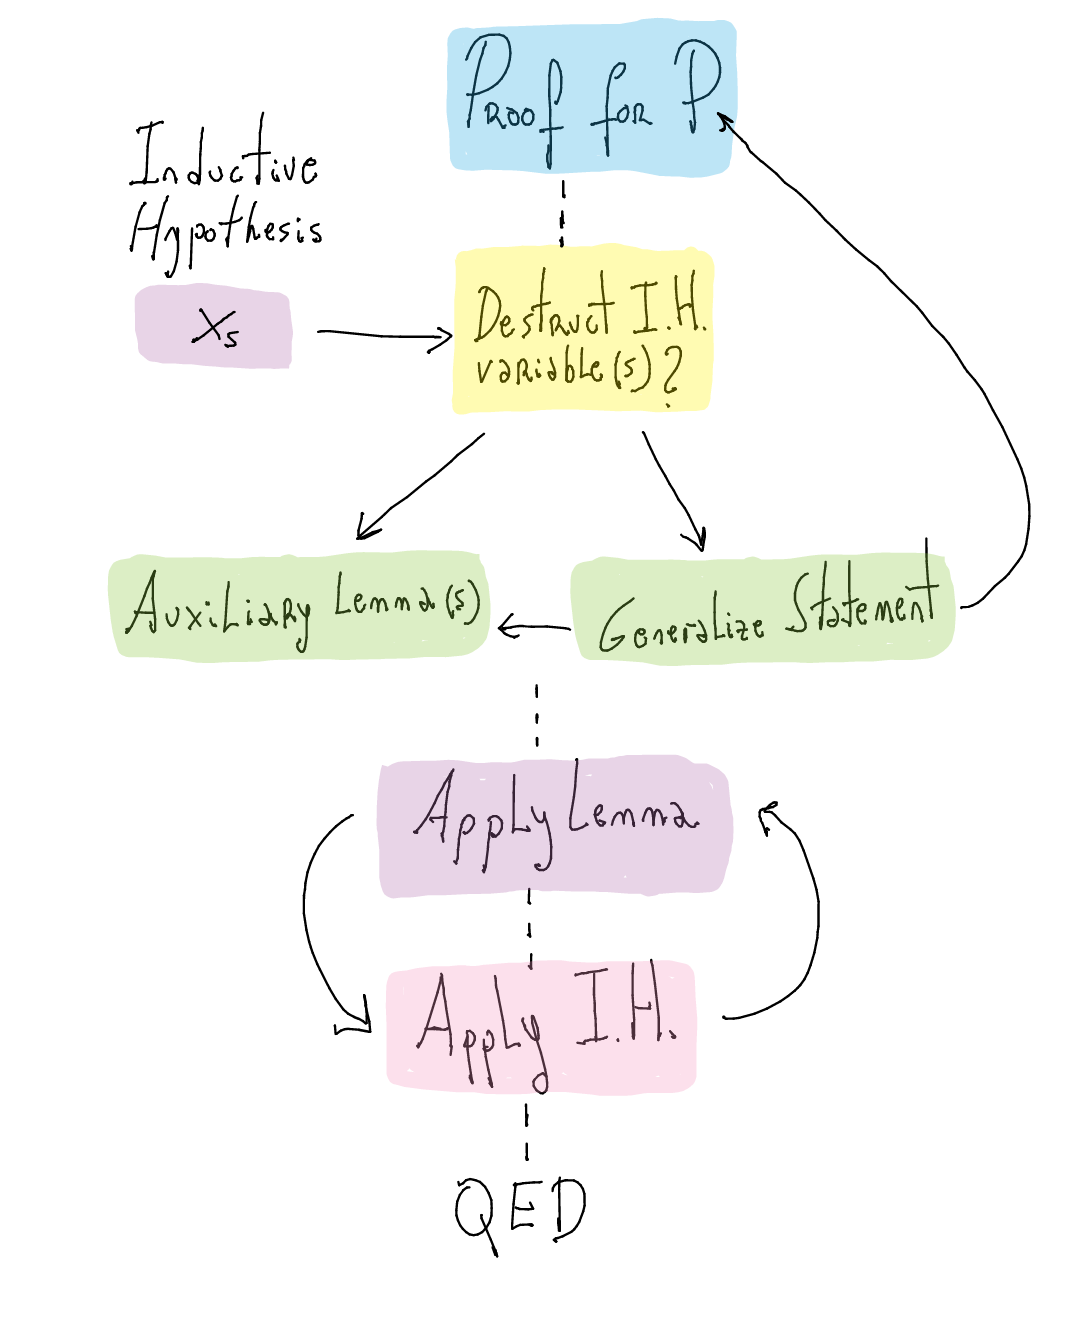 Proof for P
Inductive
Hypothesis
xs
Destruct I.H.
variable(s)?
Auxiliary Lemma(s)
Generalize Statement
Apply Lemma
Apply I.H.
QED